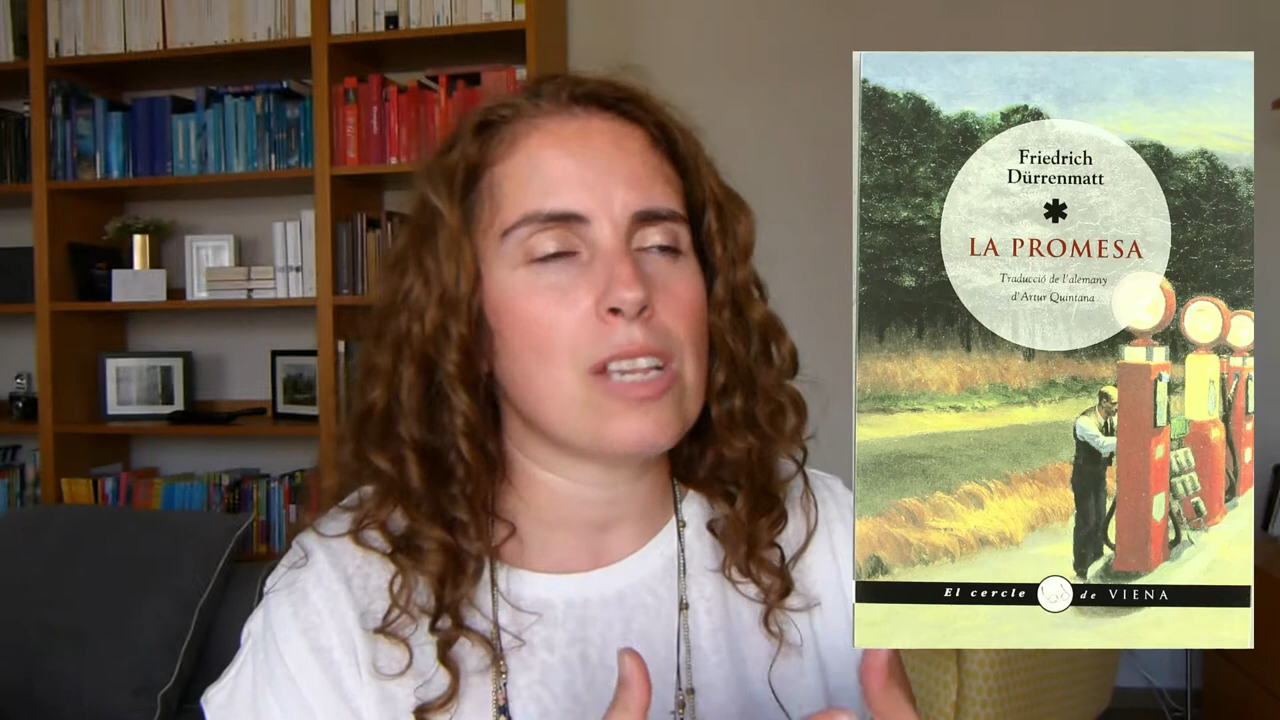 Friedrich
Dürrenmatt
LA PROMESA
Traducció de l'alemany
d'Artur Quintana
El cercle de VIENA